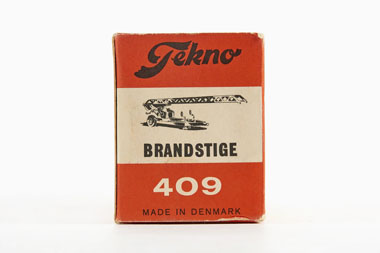 Tekno
BRANDSTIGE
409
MADE IN DENMARK